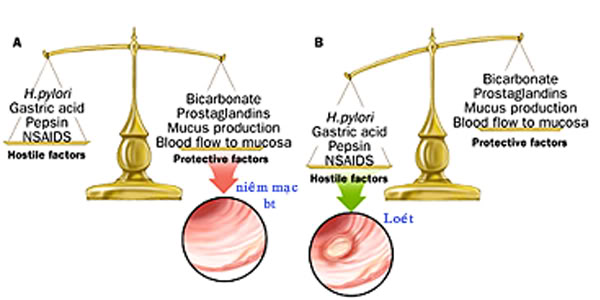 A
H.pylori
Gastric acid
Pepsin
NSAIDS
Hostile factors
Bicarbonate
Prostaglandins
Mucus production
Blood flow to mucosa
Protective factors
niêm mạc
bt
B
H.pylori
Gastric acid
Pepsin
NSAIDS
Hostile factors
Bicarbonate
Prostaglandins
Mucus production
Blood flow to mucosa
Protective factors
Loét